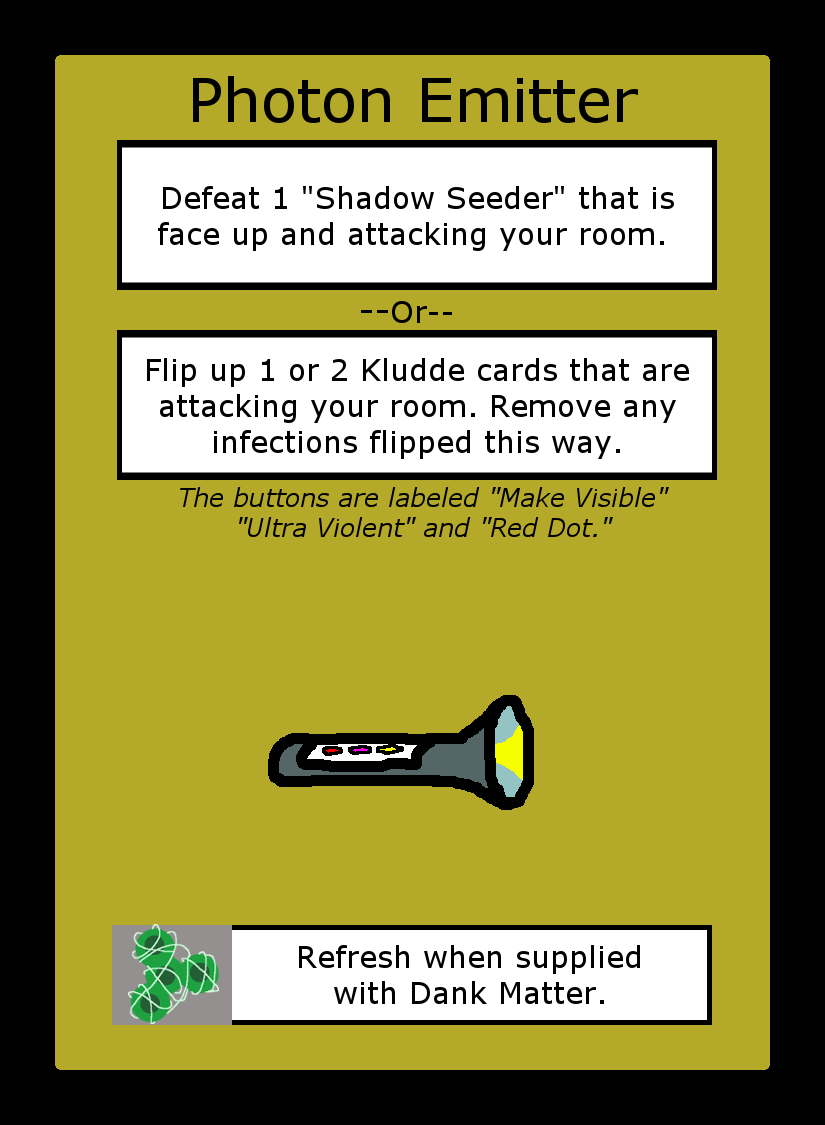 Photon Emitter
Defeat 1 "Shadow Seeder" that is
face up and attacking your room.
--Or--
Flip up 1 or 2 Kludde cards that are
attacking your room. Remove any
infections flipped this way.
The buttons are labeled "Make Visible"
"Ultra Violent" and "Red Dot."
Refresh when supplied
with Dank Matter.